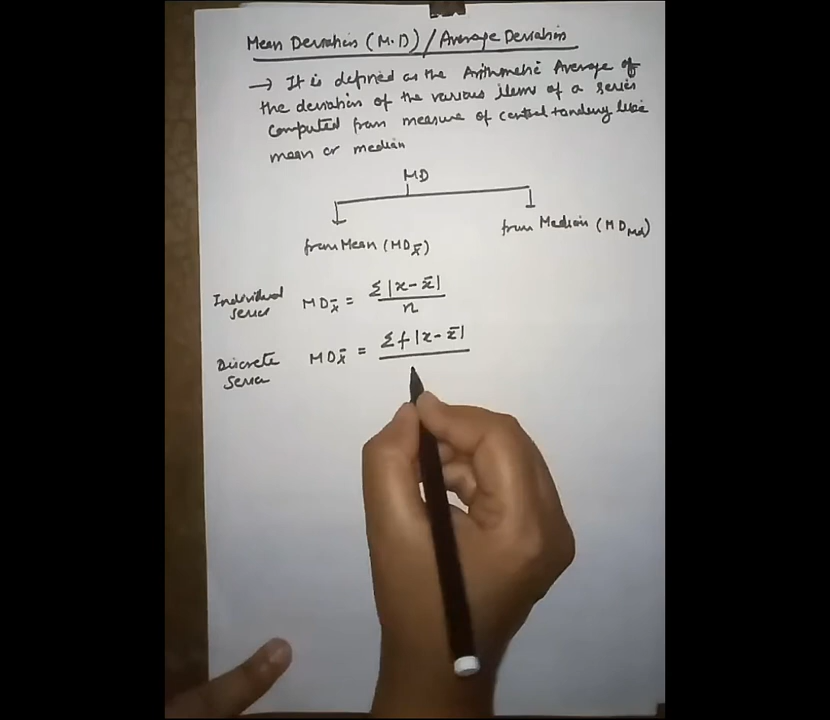 Mean Deviation (M.D) / Average Deviation
→ It is defined as the Arithmetic Average of
the deviation of the various items of a series
computed from measure of central tandency like
mean or median
MD
from Mean (MD x̄)
from Median (MD Md)
Individual series MD x̄ = Σ|x - x̄| / n
Discrete series MD x̄ = Σf|x - x̄|